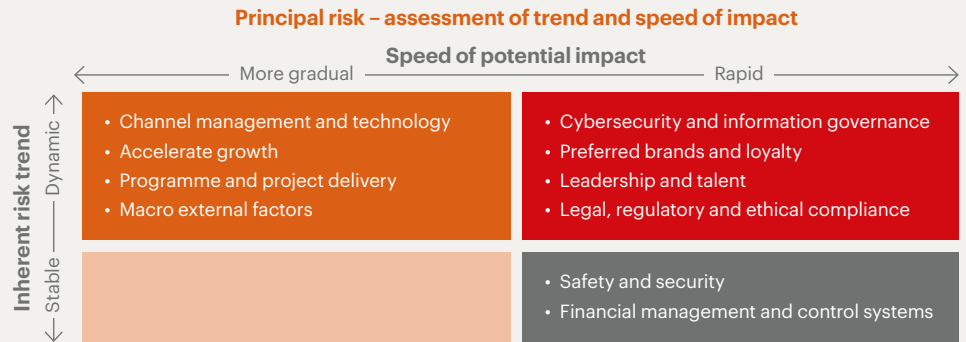 Principal risk – assessment of trend and speed of impact
Speed of potential impact
More gradual
Rapid
Inherent risk trend
Dynamic
Stable
• Channel management and technology
• Accelerate growth
• Programme and project delivery
• Macro external factors
• Cybersecurity and information governance
• Preferred brands and loyalty
• Leadership and talent
• Legal, regulatory and ethical compliance
• Safety and security
• Financial management and control systems